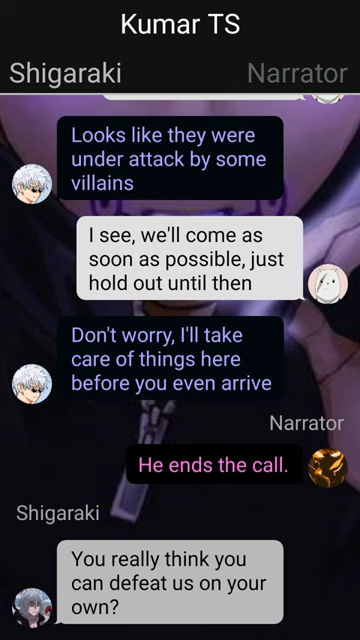 Kumar TS
Shigaraki
Narrator
Looks like they were
under attack by some
villains
I see, we'll come as
soon as possible, just
hold out until then
Don't worry, I'll take
care of things here
before you even arrive
Narrator
He ends the call.
Shigaraki
You really think you
can defeat us on your
own?